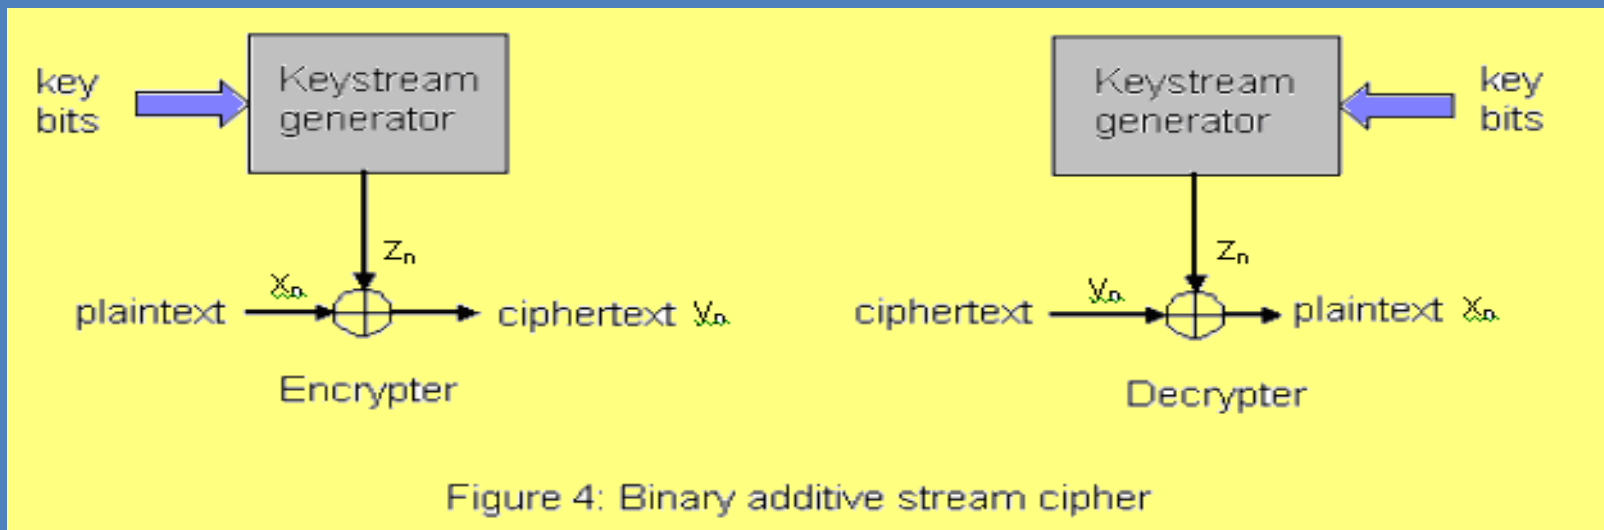 key
bits
Keystream
generator
Zn
Xn
plaintext
ciphertext yn
Encrypter
Keystream
generator
key
bits
Zn
yn
ciphertext
plaintext Xn
Decrypter
Figure 4: Binary additive stream cipher